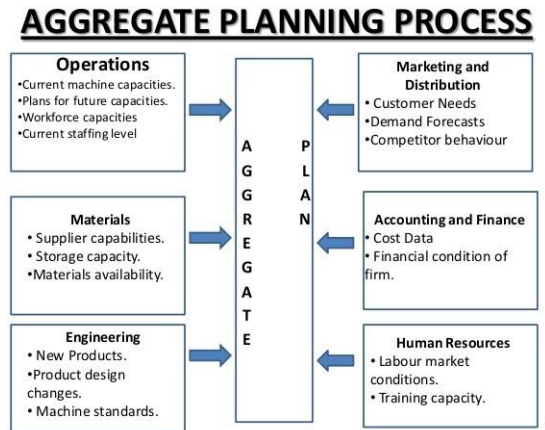 AGGREGATE PLANNING PROCESS
Operations
•Current machine capacities.
•Plans for future capacities.
•Workforce capacities
•Current staffing level
Materials
• Supplier capabilities.
• Storage capacity.
•Materials availability.
Engineering
• New Products.
•Product design
changes.
• Machine standards.
A P
G L
G A
R N
E
G
A
T
E
Marketing and
Distribution
• Customer Needs
•Demand Forecasts
•Competitor behaviour
Accounting and Finance
• Cost Data
• Financial condition of
firm.
Human Resources
• Labour market
conditions.
• Training capacity.